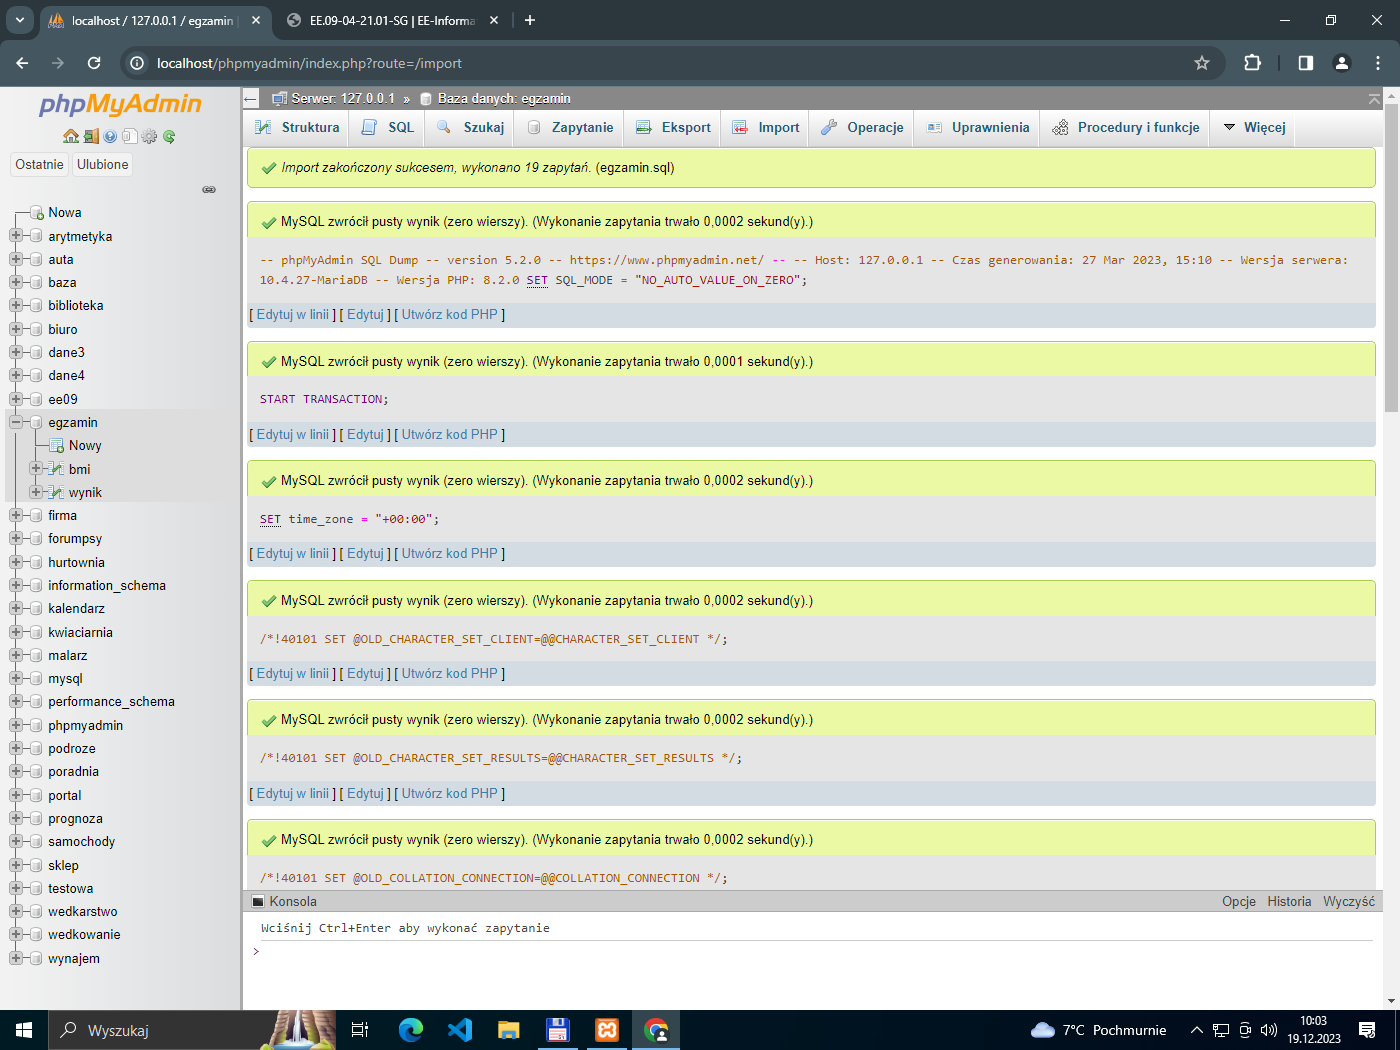 localhost / 127.0.0.1 / egzamin
EE.09-04-21.01-SG | EE-Informa
localhost/phpmyadmin/index.php?route=/import
phpMyAdmin
Ostatnie
Ulubione
Nowa
arytmetyka
auta
baza
biblioteka
biuro
dane3
dane4
ee09
egzamin
Nowy
bmi
wynik
firma
forumpsy
hurtownia
information_schema
kalendarz
kwiaciarnia
malarz
mysql
performance_schema
phpmyadmin
podroze
poradnia
portal
prognoza
samochody
sklep
testowa
wedkarstwo
wedkowanie
wynajem
Serwer: 127.0.0.1 » Baza danych: egzamin
Struktura SQL Szukaj Zapytanie Eksport Import Operacje Uprawnienia Procedury i funkcje Więcej
Import zakończony sukcesem, wykonano 19 zapytań. (egzamin.sql)
MySQL zwrócił pusty wynik (zero wierszy). (Wykonanie zapytania trwało 0,0002 sekund(y).)
-- phpMyAdmin SQL Dump -- version 5.2.0 -- https://www.phpmyadmin.net/ -- -- Host: 127.0.0.1 -- Czas generowania: 27 Mar 2023, 15:10 -- Wersja serwera:
10.4.27-MariaDB -- Wersja PHP: 8.2.0 SET SQL_MODE = "NO_AUTO_VALUE_ON_ZERO";
[ Edytuj w linii ] [ Edytuj ] [ Utwórz kod PHP ]
MySQL zwrócił pusty wynik (zero wierszy). (Wykonanie zapytania trwało 0,0001 sekund(y).)
START TRANSACTION;
[ Edytuj w linii ] [ Edytuj ] [ Utwórz kod PHP ]
MySQL zwrócił pusty wynik (zero wierszy). (Wykonanie zapytania trwało 0,0002 sekund(y).)
SET time_zone = "+00:00";
[ Edytuj w linii ] [ Edytuj ] [ Utwórz kod PHP ]
MySQL zwrócił pusty wynik (zero wierszy). (Wykonanie zapytania trwało 0,0002 sekund(y).)
/*!40101 SET @OLD_CHARACTER_SET_CLIENT=@@CHARACTER_SET_CLIENT */;
[ Edytuj w linii ] [ Edytuj ] [ Utwórz kod PHP ]
MySQL zwrócił pusty wynik (zero wierszy). (Wykonanie zapytania trwało 0,0002 sekund(y).)
/*!40101 SET @OLD_CHARACTER_SET_RESULTS=@@CHARACTER_SET_RESULTS */;
[ Edytuj w linii ] [ Edytuj ] [ Utwórz kod PHP ]
MySQL zwrócił pusty wynik (zero wierszy). (Wykonanie zapytania trwało 0,0002 sekund(y).)
/*!40101 SET @OLD_COLLATION_CONNECTION=@@COLLATION_CONNECTION */;
Konsola
Opcje Historia Wyczyść
Wciśnij Ctrl+Enter aby wykonać zapytanie
>
Wyszukaj
7°C Pochmurnie
10:03
19.12.2023